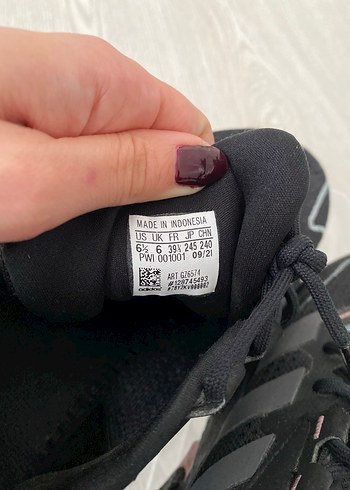 MADE IN INDONESIA
US UK FR JP CHN
6½ 6 39⅓ 245 240
PWI 001001 09/21
ART GZ6574
#128745493
adidas